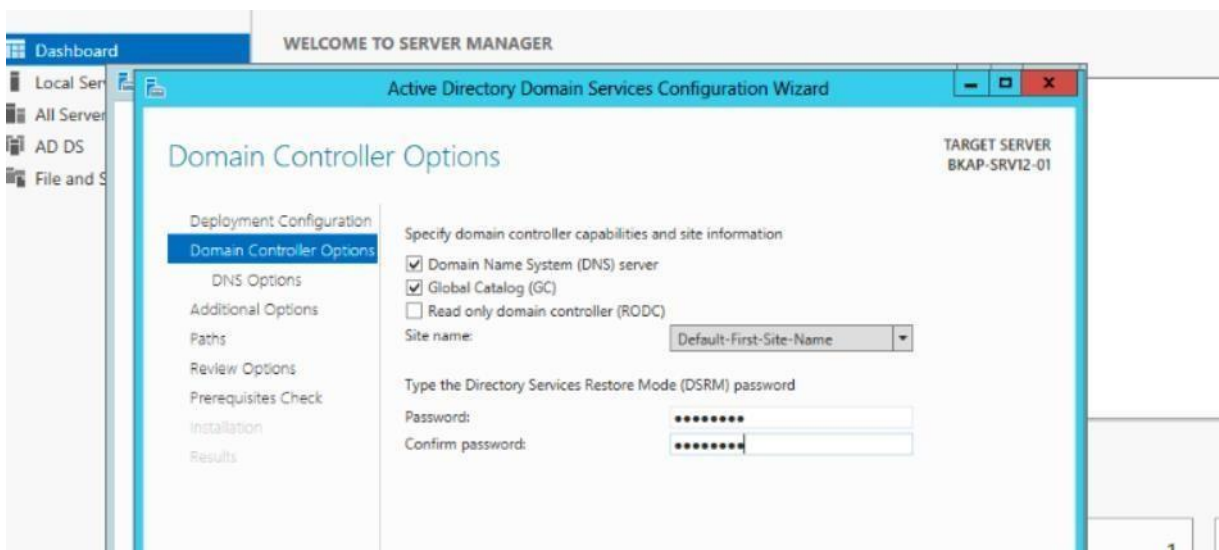 WELCOME TO SERVER MANAGER
Dashboard
Local Ser
All Server
AD DS
File and S
Active Directory Domain Services Configuration Wizard
Domain Controller Options
TARGET SERVER
BKAP-SRV12-01
Deployment Configuration
Domain Controller Options
DNS Options
Additional Options
Paths
Review Options
Prerequisites Check
Installation
Results
Specify domain controller capabilities and site information
Domain Name System (DNS) server
Global Catalog (GC)
Read only domain controller (RODC)
Site name: Default-First-Site-Name
Type the Directory Services Restore Mode (DSRM) password
Password: ••••••••
Confirm password: ••••••••
1